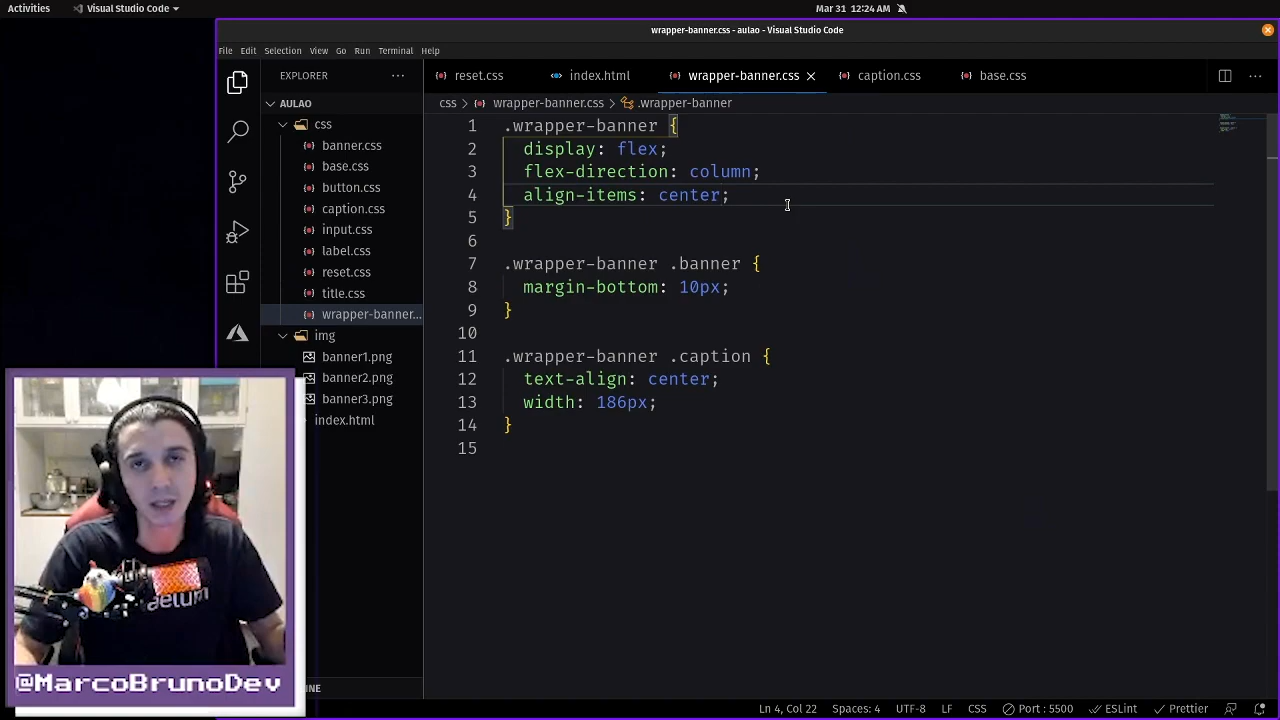 Activities
Visual Studio Code
Mar 31 12:24 AM
wrapper-banner.css - aulao - Visual Studio Code
File Edit Selection View Go Run Terminal Help
EXPLORER
reset.css
index.html
wrapper-banner.css
caption.css
base.css
AULAO
css
banner.css
base.css
button.css
caption.css
input.css
label.css
reset.css
title.css
wrapper-banner...
img
banner1.png
banner2.png
banner3.png
index.html
css > wrapper-banner.css > .wrapper-banner
1 .wrapper-banner {
2 display: flex;
3 flex-direction: column;
4 align-items: center;
5 }
6
7 .wrapper-banner .banner {
8 margin-bottom: 10px;
9 }
10
11 .wrapper-banner .caption {
12 text-align: center;
13 width: 186px;
14 }
15
aelum
@MarcoBrunoDev
INE
Ln 4, Col 22 Spaces: 4 UTF-8 LF CSS Port : 5500 ESLint Prettier